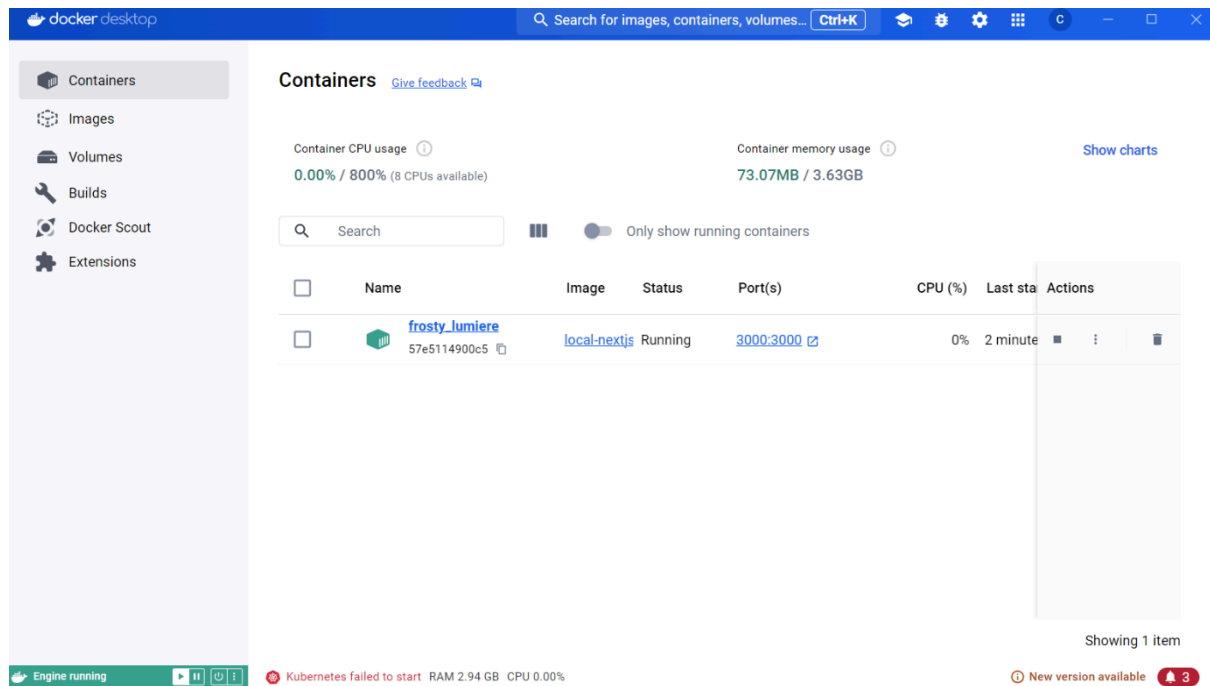 docker desktop
Search for images, containers, volumes... Ctrl+K
C
Containers
Images
Volumes
Builds
Docker Scout
Extensions
Containers Give feedback
Container CPU usage
0.00% / 800% (8 CPUs available)
Container memory usage
73.07MB / 3.63GB
Show charts
Search
Only show running containers
Name Image Status Port(s) CPU (%) Last sta Actions
frosty_lumiere
57e5114900c5
local-nextjs Running 3000:3000 0% 2 minute
Showing 1 item
Engine running
Kubernetes failed to start RAM 2.94 GB CPU 0.00%
New version available 3